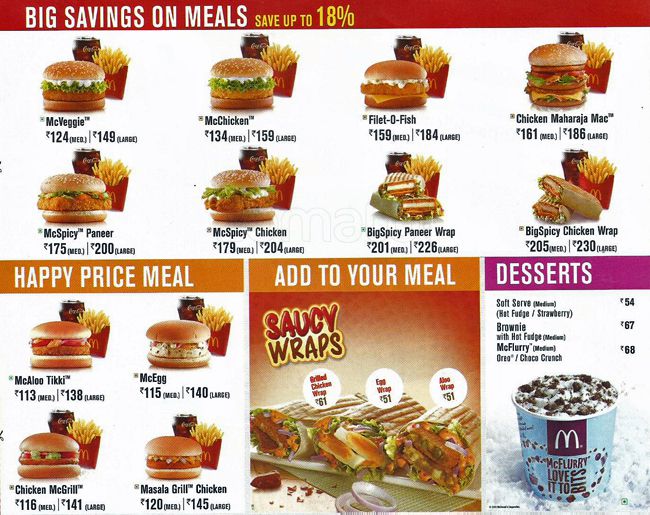 BIG SAVINGS ON MEALS SAVE UP TO 18%
McVeggie™
₹124 (MED.) | ₹149 (LARGE)
McChicken™
₹134 (MED.) | ₹159 (LARGE)
Filet-O-Fish
₹159 (MED.) | ₹184 (LARGE)
Chicken Maharaja Mac™
₹161 (MED.) | ₹186 (LARGE)
McSpicy™ Paneer
₹175 (MED.) | ₹200 (LARGE)
McSpicy™ Chicken
₹179 (MED.) | ₹204 (LARGE)
BigSpicy Paneer Wrap
₹201 (MED.) | ₹226 (LARGE)
BigSpicy Chicken Wrap
₹205 (MED.) | ₹230 (LARGE)
HAPPY PRICE MEAL
McAloo Tikki™
₹113 (MED.) | ₹138 (LARGE)
McEgg
₹115 (MED.) | ₹140 (LARGE)
Chicken McGrill™
₹116 (MED.) | ₹141 (LARGE)
Masala Grill™ Chicken
₹120 (MED.) | ₹145 (LARGE)
ADD TO YOUR MEAL
SAUCY
WRAPS
Grilled
Chicken
Wrap
₹61
Egg
Wrap
₹51
Aloo
Wrap
₹51
DESSERTS
Soft Serve (Medium) ₹54
(Hot Fudge / Strawberry)
Brownie ₹67
with Hot Fudge (Medium)
McFlurry™ (Medium) ₹68
Oreo® / Choco Crunch
McFLURRY
LOVE
IT TO
BITS